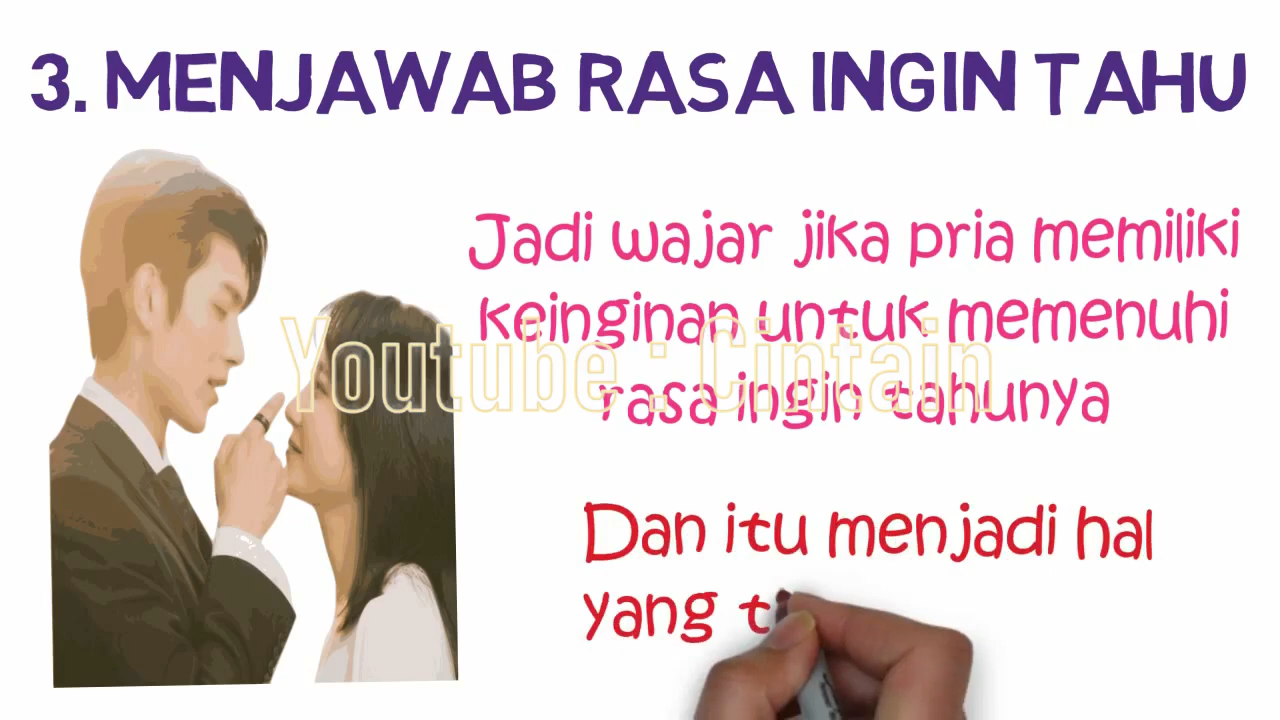 3. MENJAWAB RASA INGIN TAHU
Jadi wajar jika pria memiliki
keinginan untuk memenuhi
Youtube : Cintain
rasa ingin tahunya
Dan itu menjadi hal
yang